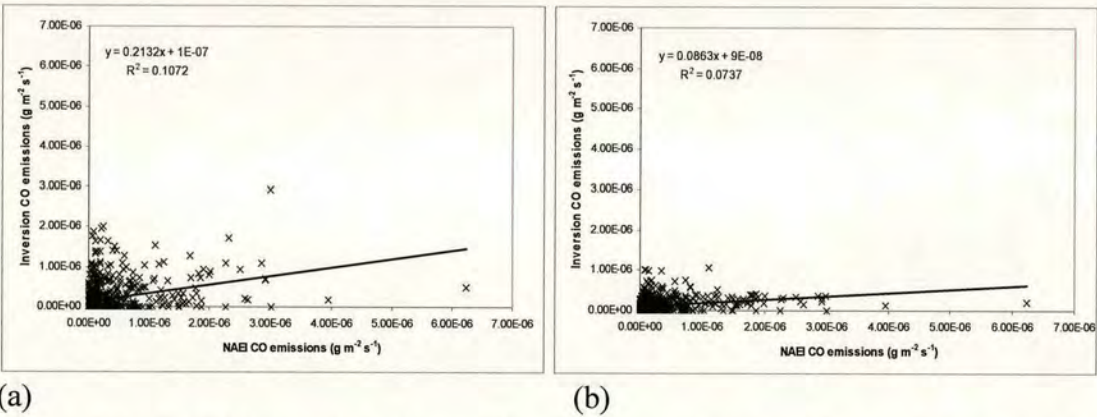 7.00E-06
6.00E-06
5.00E-06
4.00E-06
3.00E-06
2.00E-06
1.00E-06
0.00E+00
y = 0.2132x + 1E-07
R² = 0.1072
Inversion CO emissions (g m⁻² s⁻¹)
0.00E+00 1.00E-06 2.00E-06 3.00E-06 4.00E-06 5.00E-06 6.00E-06 7.00E-06
NAEI CO emissions (g m⁻² s⁻¹)
(a)
7.00E-06
6.00E-06
5.00E-06
4.00E-06
3.00E-06
2.00E-06
1.00E-06
0.00E+00
y = 0.0863x + 9E-08
R² = 0.0737
Inversion CO emissions (g m⁻² s⁻¹)
0.00E+00 1.00E-06 2.00E-06 3.00E-06 4.00E-06 5.00E-06 6.00E-06 7.00E-06
NAEI CO emissions (g m⁻² s⁻¹)
(b)